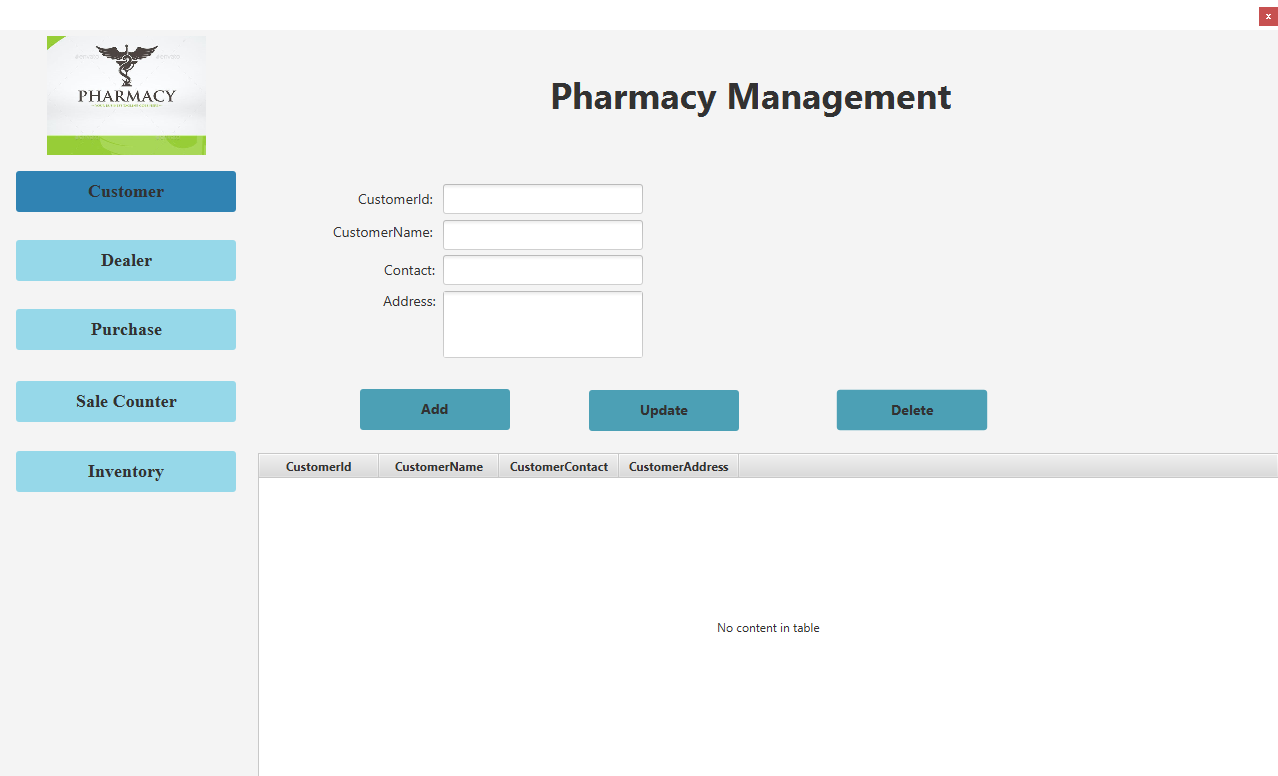 x
PHARMACY
Pharmacy Management
Customer
Dealer
Purchase
Sale Counter
Inventory
CustomerId:
CustomerName:
Contact:
Address:
Add Update Delete
CustomerId CustomerName CustomerContact CustomerAddress
No content in table